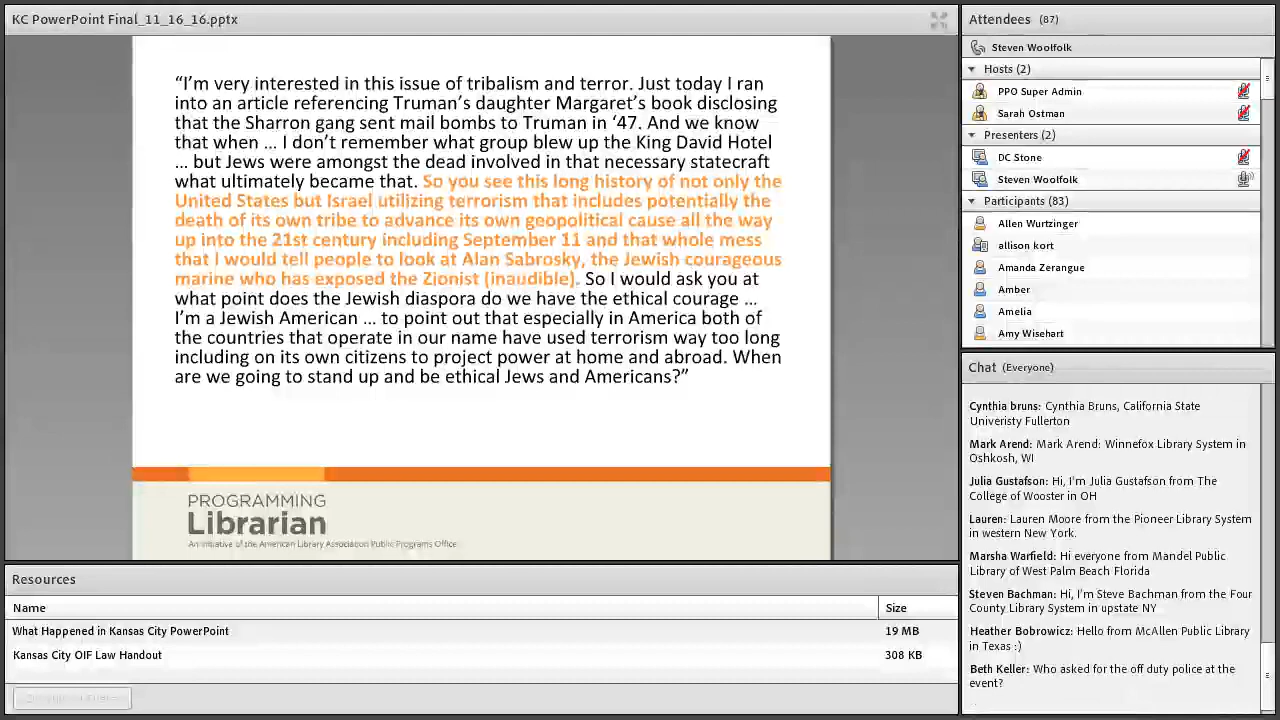 KC PowerPoint Final_11_16_16.pptx
“I’m very interested in this issue of tribalism and terror. Just today I ran
into an article referencing Truman’s daughter Margaret’s book disclosing
that the Sharron gang sent mail bombs to Truman in ‘47. And we know
that when … I don’t remember what group blew up the King David Hotel
… but Jews were amongst the dead involved in that necessary statecraft
what ultimately became that. So you see this long history of not only the
United States but Israel utilizing terrorism that includes potentially the
death of its own tribe to advance its own geopolitical cause all the way
up into the 21st century including September 11 and that whole mess
that I would tell people to look at Alan Sabrosky, the Jewish courageous
marine who has exposed the Zionist (inaudible). So I would ask you at
what point does the Jewish diaspora do we have the ethical courage …
I’m a Jewish American … to point out that especially in America both of
the countries that operate in our name have used terrorism way too long
including on its own citizens to project power at home and abroad. When
are we going to stand up and be ethical Jews and Americans?”
PROGRAMMING
Librarian
An initiative of the American Library Association Public Programs Office
Resources
Name Size
What Happened in Kansas City PowerPoint 19 MB
Kansas City OIF Law Handout 308 KB
Attendees (87)
Steven Woolfolk
Hosts (2)
PPO Super Admin
Sarah Ostman
Presenters (2)
DC Stone
Steven Woolfolk
Participants (83)
Allen Wurtzinger
allison kort
Amanda Zerangue
Amber
Amelia
Amy Wisehart
Chat (Everyone)
Cynthia bruns: Cynthia Bruns, California State
Univeristy Fullerton
Mark Arend: Mark Arend: Winnefox Library System in
Oshkosh, WI
Julia Gustafson: Hi, I'm Julia Gustafson from The
College of Wooster in OH
Lauren: Lauren Moore from the Pioneer Library System
in western New York.
Marsha Warfield: Hi everyone from Mandel Public
Library of West Palm Beach Florida
Steven Bachman: Hi, I'm Steve Bachman from the Four
County Library System in upstate NY
Heather Bobrowicz: Hello from McAllen Public Library
in Texas :)
Beth Keller: Who asked for the off duty police at the
event?